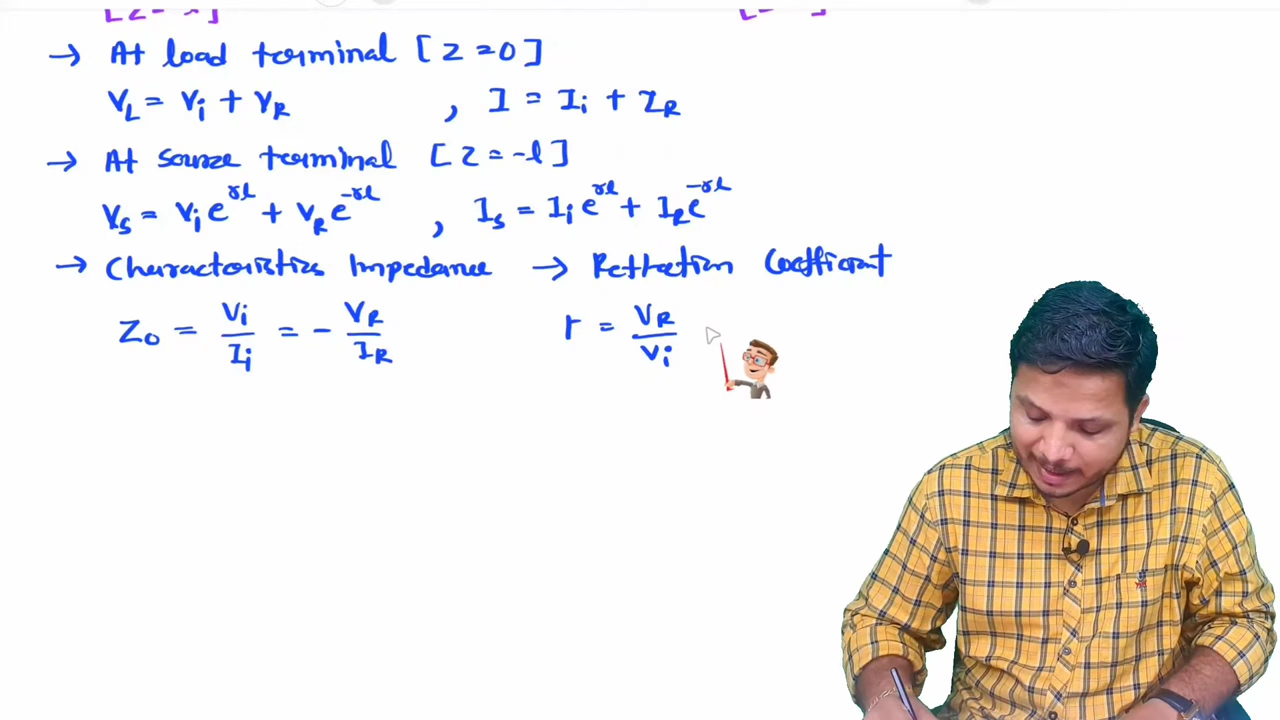 → At load terminal [Z=0]
V_L = V_i + V_R , I = I_i + I_R
→ At source terminal [Z=-l]
V_S = V_i e^{γl} + V_R e^{-γl} , I_S = I_i e^{γl} + I_R e^{-γl}
→ Characteristics Impedance → Reflection Coefficient
Z_0 = V_i / I_i = - V_R / I_R Γ = V_R / V_i